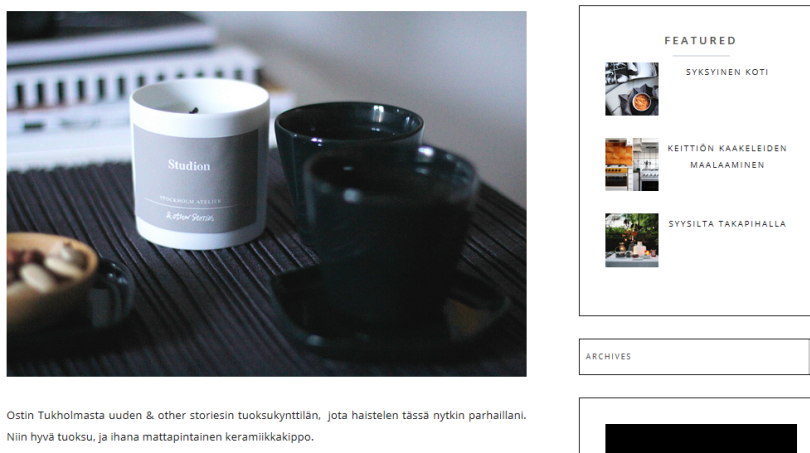 Studion
STOCKHOLM ATELIER
& other Stories
Ostin Tukholmasta uuden & other storiesin tuoksukynttilän, jota haistelen tässä nytkin parhaillani.
Niin hyvä tuoksu, ja ihana mattapintainen keramiikkakippo.
FEATURED
SYKSYINEN KOTI
KEITTIÖN KAAKELEIDEN
MAALAAMINEN
SYYSILTA TAKAPIHALLA
ARCHIVES